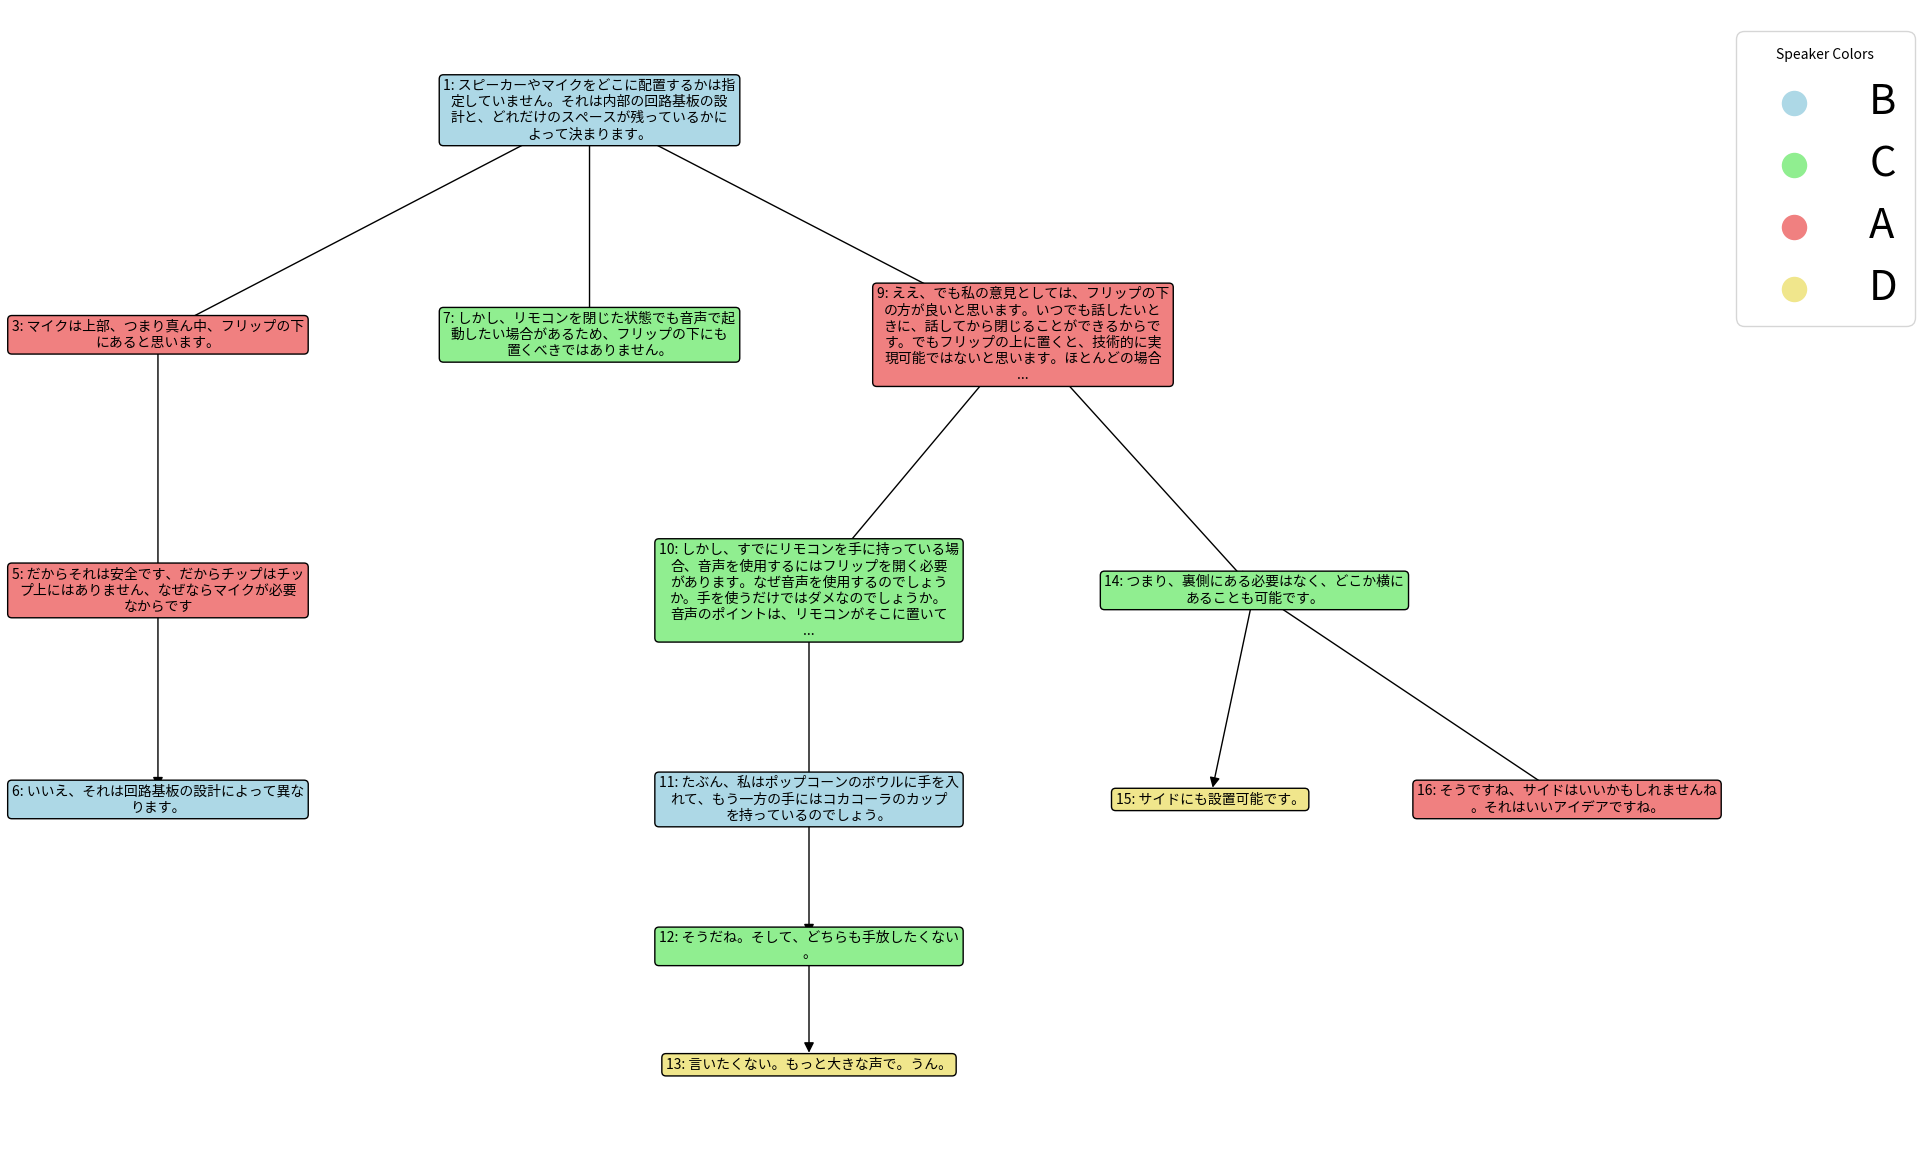 1: スピーカーやマイクをどこに配置するかは指
定していません。それは内部の回路基板の設
計と、どれだけのスペースが残っているかに
よって決まります。
Speaker Colors
B
C
A
D
3: マイクは上部、つまり真ん中、フリップの下
にあると思います。
7: しかし、リモコンを閉じた状態でも音声で起
動したい場合があるため、フリップの下にも
置くべきではありません。
9: ええ、でも私の意見としては、フリップの下
の方が良いと思います。いつでも話したいと
きに、話してから閉じることができるからで
す。でもフリップの上に置くと、技術的に実
現可能ではないと思います。ほとんどの場合
...
5: だからそれは安全です、だからチップはチッ
プ上にはありません、なぜならマイクが必要
なからです
10: しかし、すでにリモコンを手に持っている場
合、音声を使用するにはフリップを開く必要
があります。なぜ音声を使用するのでしょう
か。手を使うだけではダメなのでしょうか。
音声のポイントは、リモコンがそこに置いて
...
14: つまり、裏側にある必要はなく、どこか横に
あることも可能です。
6: いいえ、それは回路基板の設計によって異な
ります。
11: たぶん、私はポップコーンのボウルに手を入
れて、もう一方の手にはコカコーラのカップ
を持っているのでしょう。
15: サイドにも設置可能です。
16: そうですね、サイドはいいかもしれませんね
。それはいいアイデアですね。
12: そうだね。そして、どちらも手放したくない
。
13: 言いたくない。もっと大きな声で。うん。